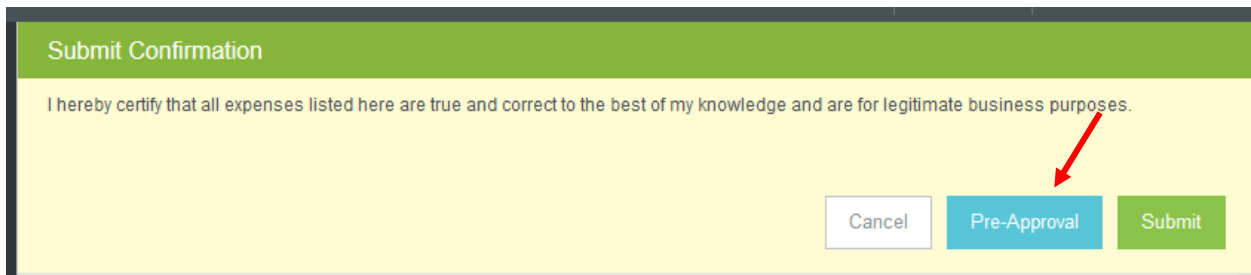 Submit Confirmation
I hereby certify that all expenses listed here are true and correct to the best of my knowledge and are for legitimate business purposes.
Cancel Pre-Approval Submit